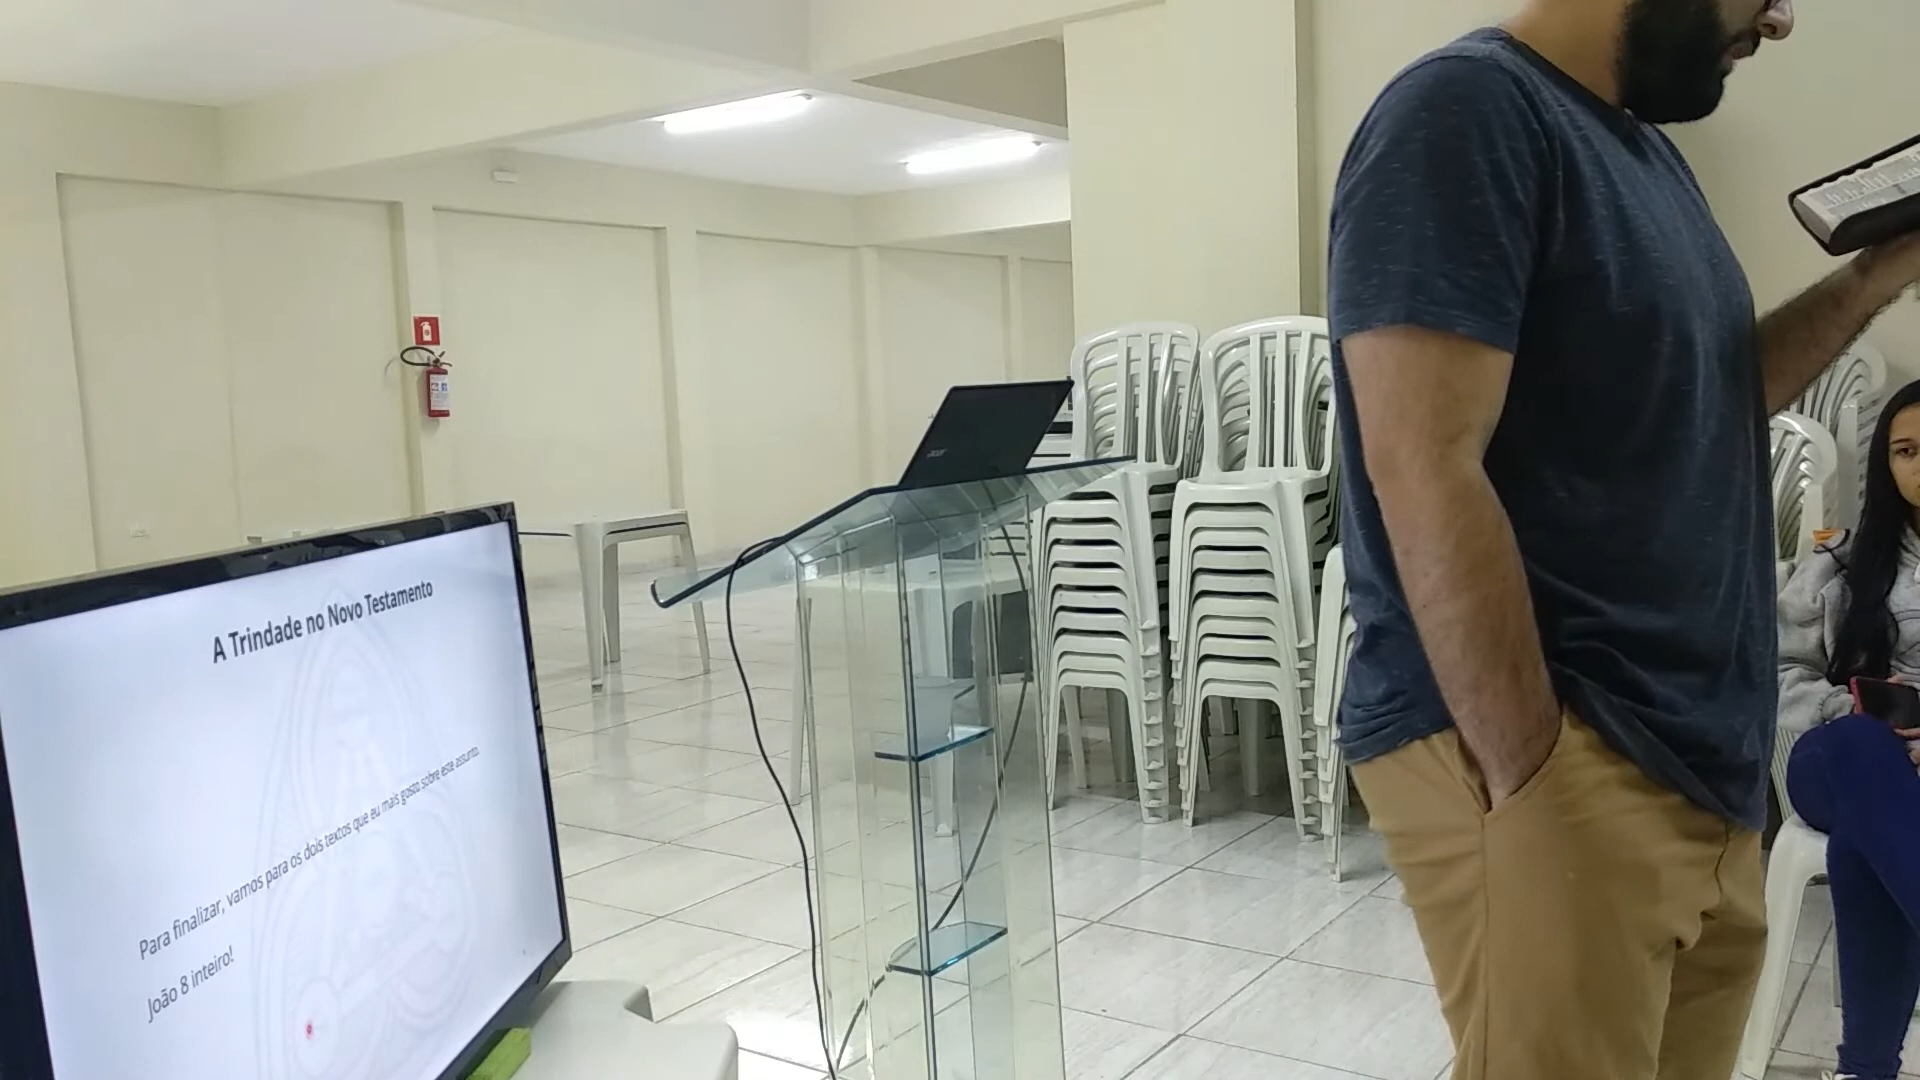 A Trindade no Novo Testamento
Para finalizar, vamos para os dois textos que eu mais gosto sobre este assunto.
João 8 inteiro!
acer